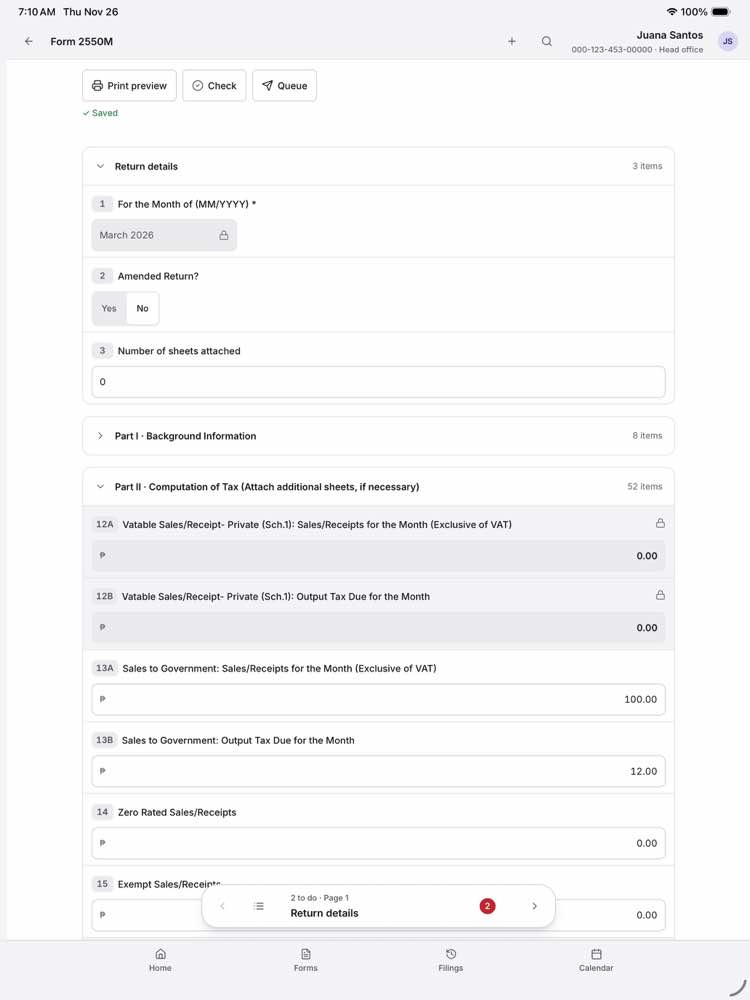 7:10 AM Thu Nov 26
100%
Form 2550M
Juana Santos
000-123-453-00000 · Head office
JS
Print preview
Check
Queue
✓ Saved
Return details
3 items
1 For the Month of (MM/YYYY) *
March 2026
2 Amended Return?
Yes No
3 Number of sheets attached
0
Part I · Background Information
8 items
Part II · Computation of Tax (Attach additional sheets, if necessary)
52 items
12A Vatable Sales/Receipt- Private (Sch.1): Sales/Receipts for the Month (Exclusive of VAT)
₱ 0.00
12B Vatable Sales/Receipt- Private (Sch.1): Output Tax Due for the Month
₱ 0.00
13A Sales to Government: Sales/Receipts for the Month (Exclusive of VAT)
₱ 100.00
13B Sales to Government: Output Tax Due for the Month
₱ 12.00
14 Zero Rated Sales/Receipts
₱ 0.00
15 Exempt Sales/Receipts
₱ 0.00
2 to do · Page 1
Return details
2
Home
Forms
Filings
Calendar